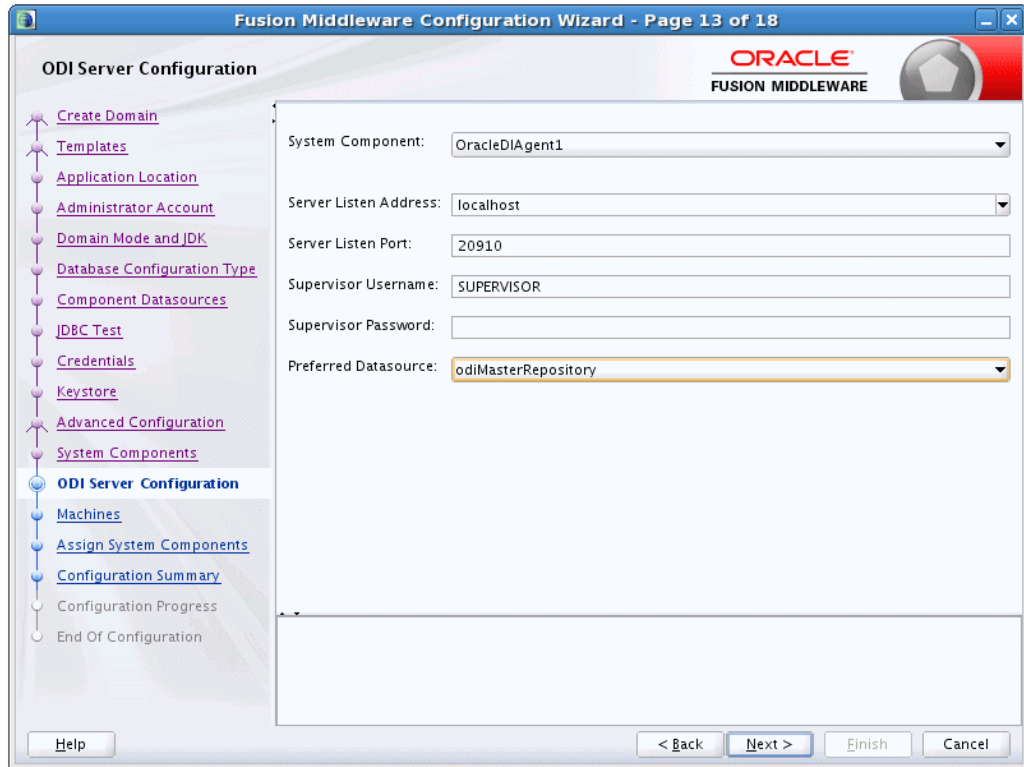 Fusion Middleware Configuration Wizard - Page 13 of 18
ODI Server Configuration
ORACLE
FUSION MIDDLEWARE
Create Domain
Templates
Application Location
Administrator Account
Domain Mode and JDK
Database Configuration Type
Component Datasources
JDBC Test
Credentials
Keystore
Advanced Configuration
System Components
ODI Server Configuration
Machines
Assign System Components
Configuration Summary
Configuration Progress
End Of Configuration
System Component: OracleDIAgent1
Server Listen Address: localhost
Server Listen Port: 20910
Supervisor Username: SUPERVISOR
Supervisor Password:
Preferred Datasource: odiMasterRepository
Help
< Back
Next >
Finish
Cancel